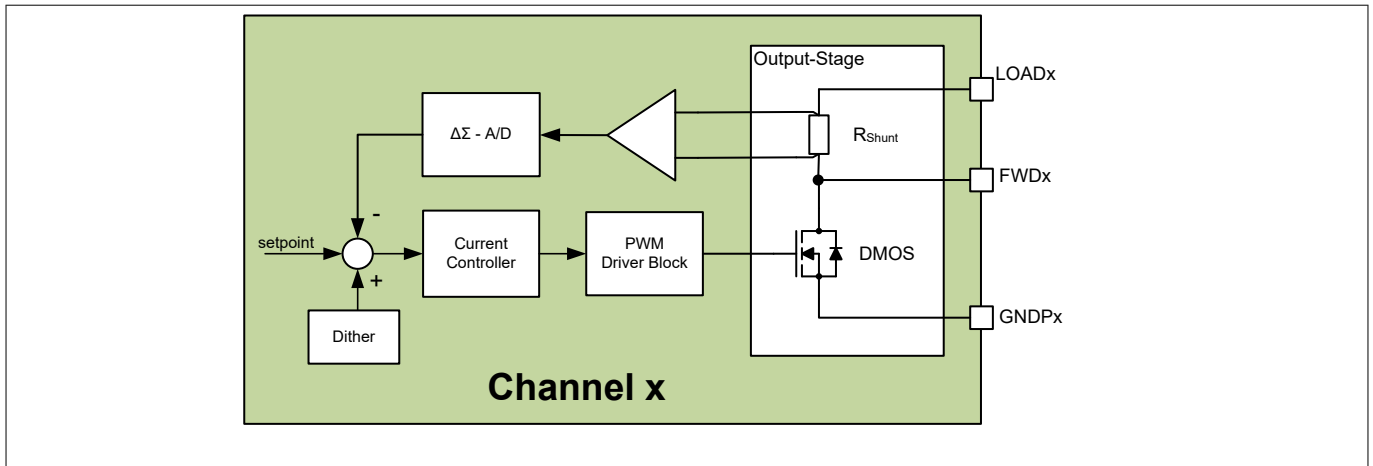 Output-Stage
LOADx
ΔΣ - A/D
RShunt
FWDx
-
setpoint
Current
Controller
PWM
Driver Block
DMOS
+
Dither
GNDPx
Channel x